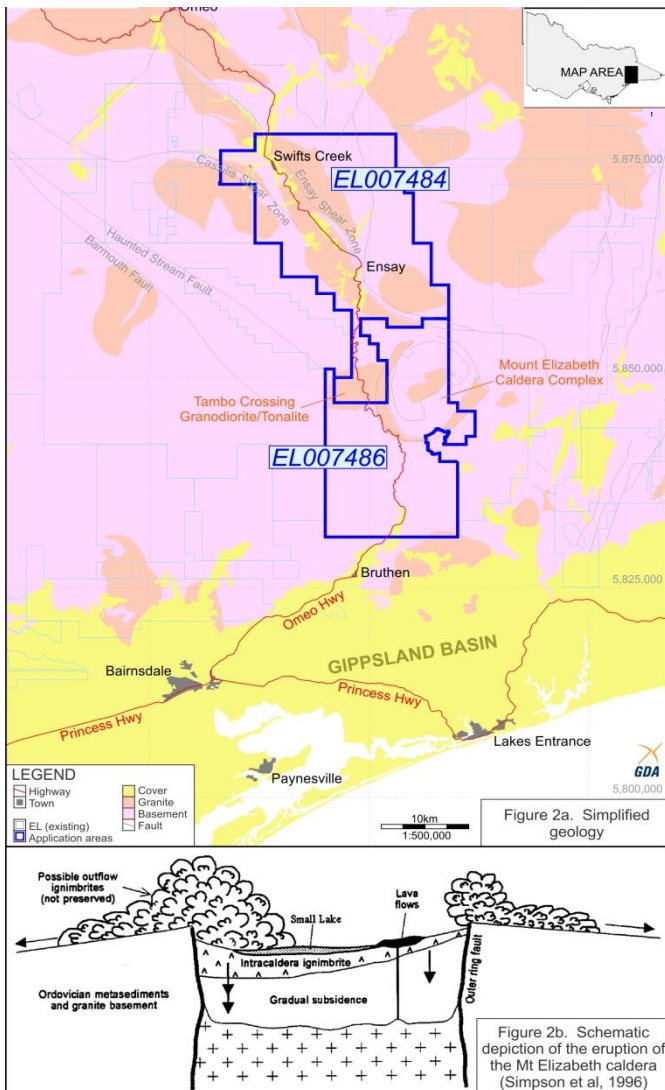 Omeo
MAP AREA
5,875,000
Swifts Creek
EL007484
Cassilis Shear Zone
Ensay Shear Zone
Haunted Stream Fault
Barmouth Fault
Ensay
5,850,000
Mount Elizabeth
Caldera Complex
Tambo Crossing
Granodiorite/Tonalite
EL007486
5,825,000
Bruthen
Omeo Hwy
GIPPSLAND BASIN
Bairnsdale
Princess Hwy
Princess Hwy
Lakes Entrance
Paynesville
GDA
5,800,000
LEGEND
Highway
Town
EL (existing)
Application areas
Cover
Granite
Basement
Fault
10km
1:500,000
Figure 2a. Simplified
geology
Possible outflow
ignimbrites
(not preserved)
Small Lake
Lava
flows
Intracaldera ignimbrite
Outer ring fault
Ordovician metasediments
and granite basement
Gradual subsidence
Figure 2b. Schematic
depiction of the eruption of
the Mt Elizabeth caldera
(Simpson et al, 1996)